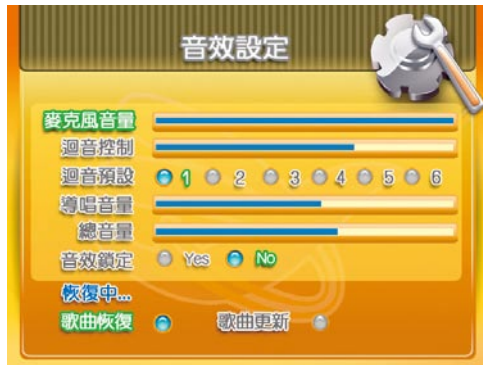 音效設定
麥克風音量
迴音控制
迴音預設 1 2 3 4 5 6
導唱音量
總音量
音效鎖定 Yes No
恢復中...
歌曲恢復 歌曲更新